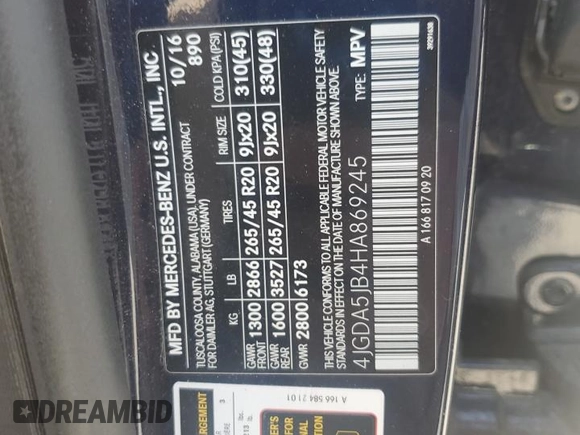 MFD BY MERCEDES-BENZ U.S. INTL., INC.
10/16
TUSCALOOSA COUNTY, ALABAMA (USA), UNDER CONTRACT
FOR DAIMLER AG, STUTTGART (GERMANY)
890
KG LB TIRES RIM SIZE COLD KPA (PSI)
GAWR FRONT 1300 2866 265/45 R20 9Jx20 310(45)
GAWR REAR 1600 3527 265/45 R20 9Jx20 330(48)
GVWR 2800 6173
THIS VEHICLE CONFORMS TO ALL APPLICABLE FEDERAL MOTOR VEHICLE SAFETY
STANDARDS IN EFFECT ON THE DATE OF MANUFACTURE SHOWN ABOVE.
4JGDA5JB4HA869245 TYPE: MPV
A 166 817 09 20
39291630
A 166 584 21 01
DREAMBID